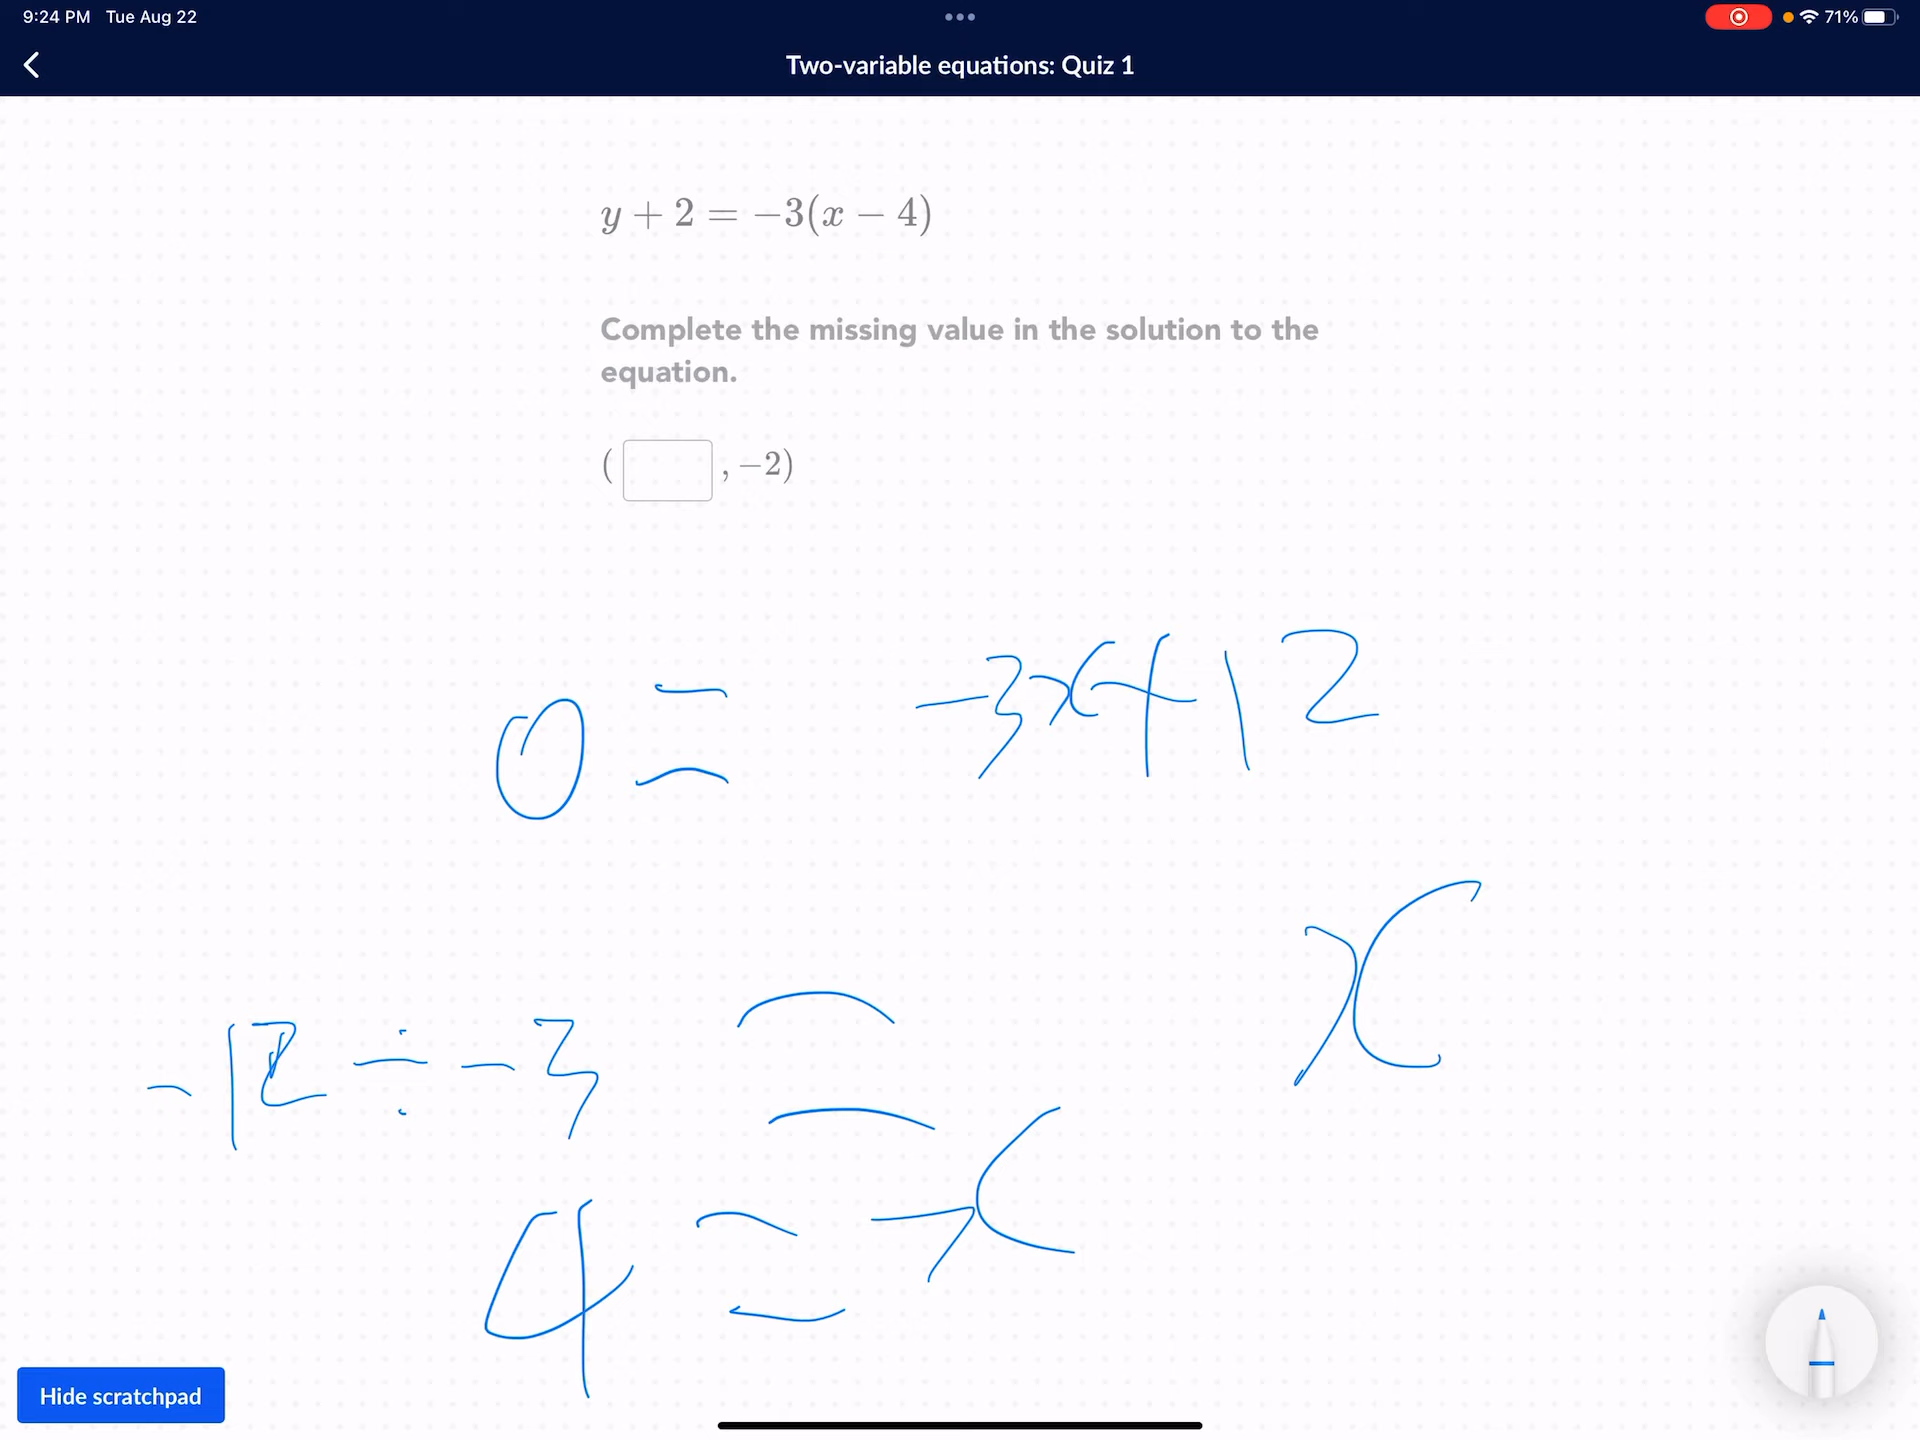 9:24 PM Tue Aug 22
71%
Two-variable equations: Quiz 1
y + 2 = −3(x − 4)
Complete the missing value in the solution to the
equation.
( , −2)
0 = -3x+12
-12 ÷ -3 = x
4 = x
Hide scratchpad